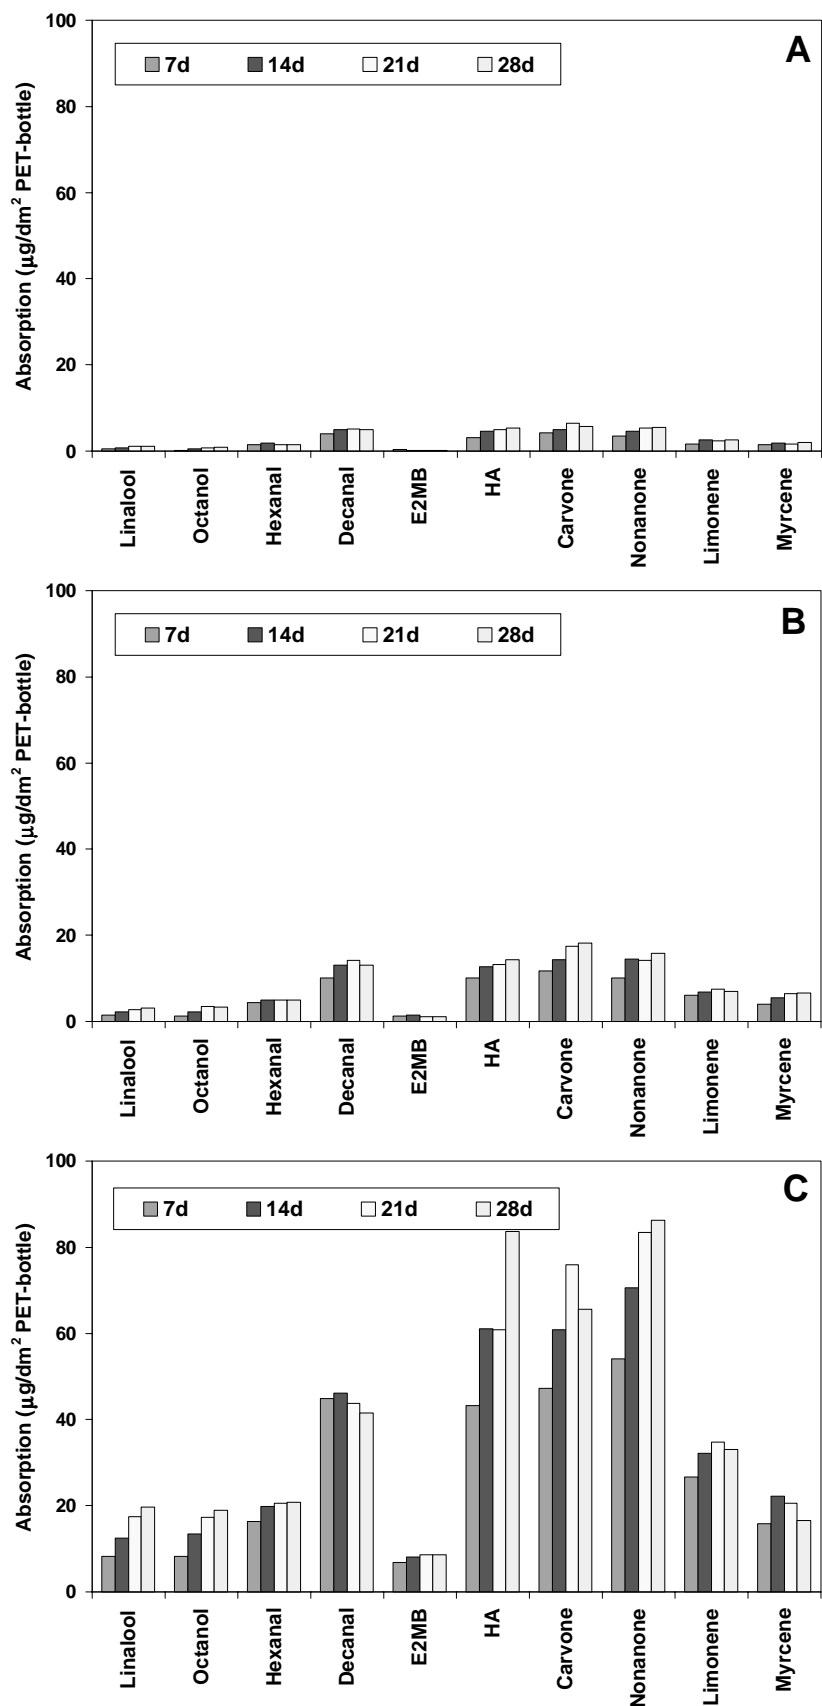 100
80
60
40
20
0
Absorption (µg/dm² PET-bottle)
7d 14d 21d 28d
A
Linalool
Octanol
Hexanal
Decanal
E2MB
HA
Carvone
Nonanone
Limonene
Myrcene
100
80
60
40
20
0
Absorption (µg/dm² PET-bottle)
7d 14d 21d 28d
B
Linalool
Octanol
Hexanal
Decanal
E2MB
HA
Carvone
Nonanone
Limonene
Myrcene
100
80
60
40
20
0
Absorption (µg/dm² PET-bottle)
7d 14d 21d 28d
C
Linalool
Octanol
Hexanal
Decanal
E2MB
HA
Carvone
Nonanone
Limonene
Myrcene